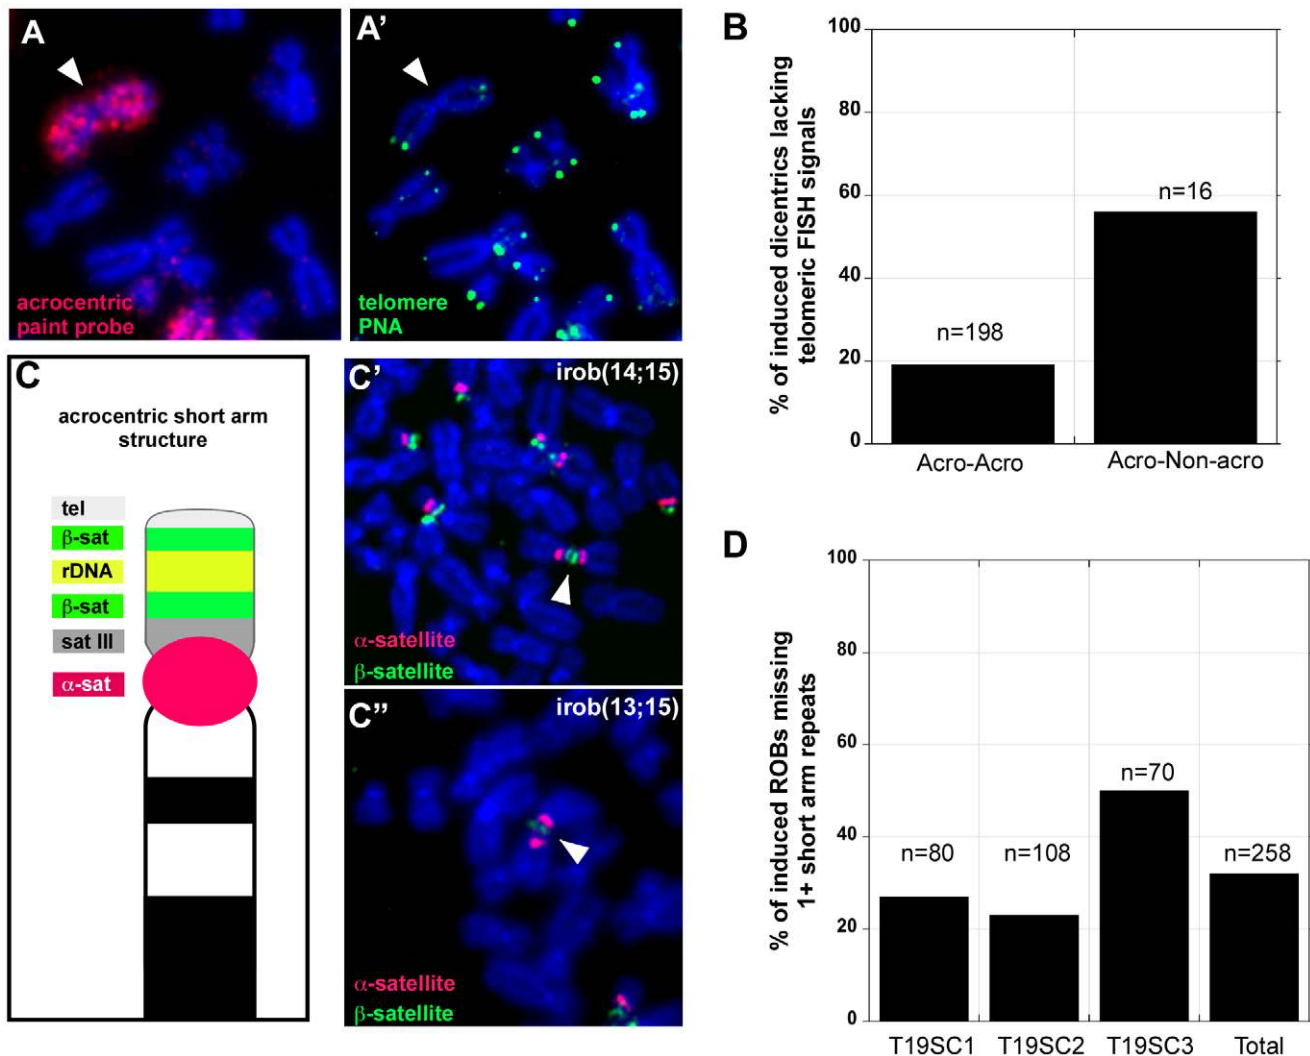 A
acrocentric
paint probe
A'
telomere
PNA
B
% of induced dicentrics lacking
telomeric FISH signals
100
80
60
40
20
0
n=198
n=16
Acro-Acro
Acro-Non-acro
C
acrocentric short arm
structure
tel
β-sat
rDNA
β-sat
sat III
α-sat
C'
irob(14;15)
α-satellite
β-satellite
C"
irob(13;15)
α-satellite
β-satellite
D
% of induced ROBs missing
1+ short arm repeats
100
80
60
40
20
0
n=80
n=108
n=70
n=258
T19SC1
T19SC2
T19SC3
Total